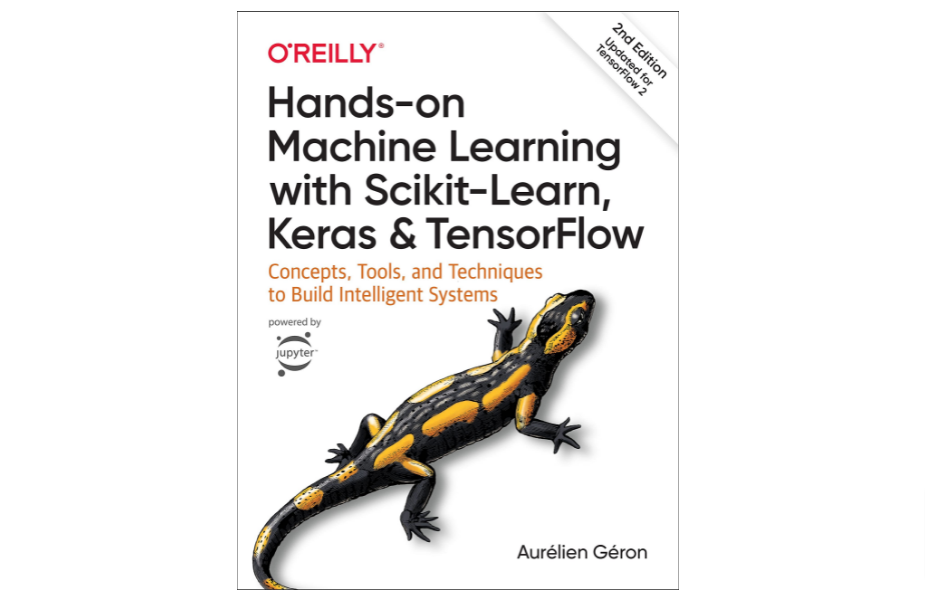 O'REILLY®
2nd Edition
Updated for
TensorFlow 2
Hands-on
Machine Learning
with Scikit-Learn,
Keras & TensorFlow
Concepts, Tools, and Techniques
to Build Intelligent Systems
powered by
jupyter™
Aurélien Géron